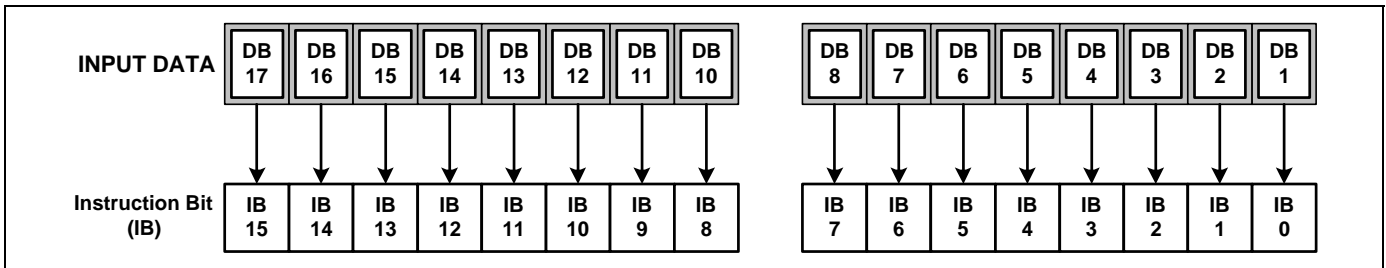 INPUT DATA DB 17 DB 16 DB 15 DB 14 DB 13 DB 12 DB 11 DB 10 DB 8 DB 7 DB 6 DB 5 DB 4 DB 3 DB 2 DB 1
Instruction Bit (IB) IB 15 IB 14 IB 13 IB 12 IB 11 IB 10 IB 9 IB 8 IB 7 IB 6 IB 5 IB 4 IB 3 IB 2 IB 1 IB 0